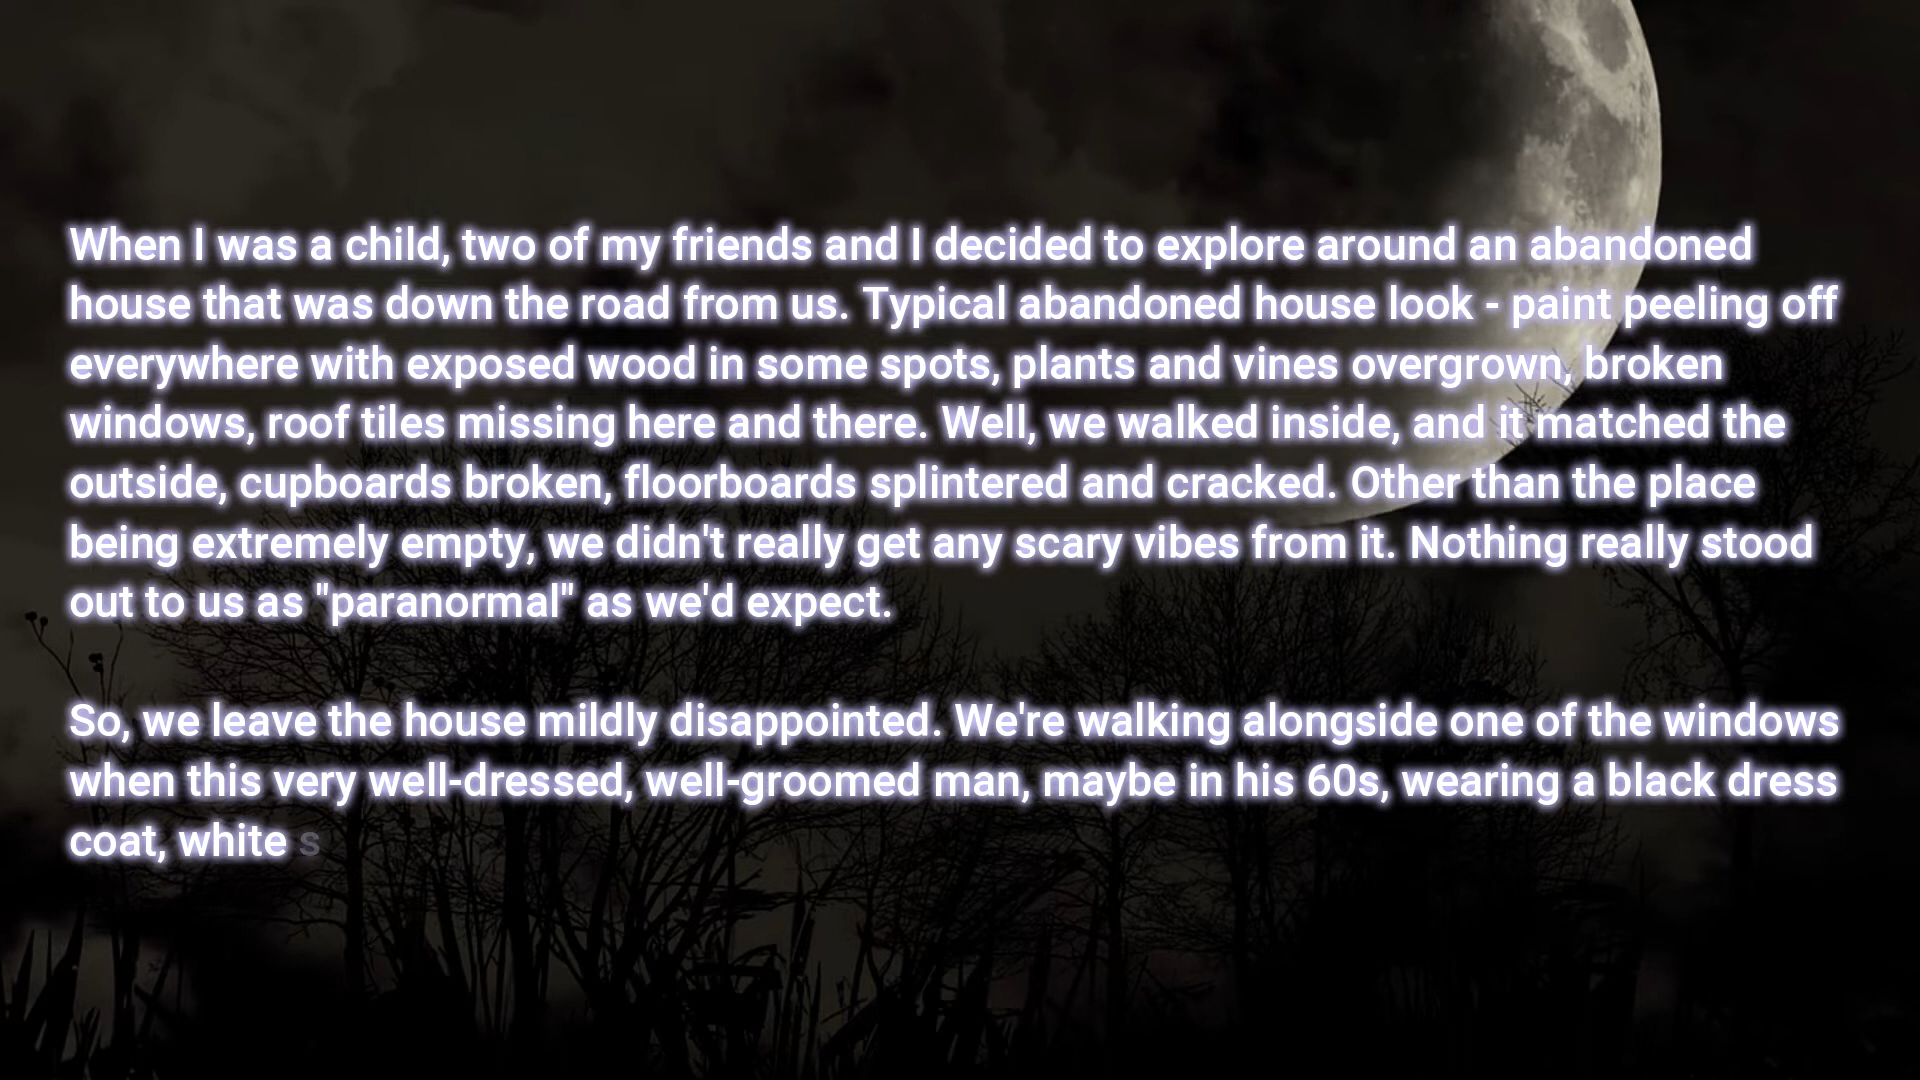 When I was a child, two of my friends and I decided to explore around an abandoned
house that was down the road from us. Typical abandoned house look - paint peeling off
everywhere with exposed wood in some spots, plants and vines overgrown, broken
windows, roof tiles missing here and there. Well, we walked inside, and it matched the
outside, cupboards broken, floorboards splintered and cracked. Other than the place
being extremely empty, we didn't really get any scary vibes from it. Nothing really stood
out to us as "paranormal" as we'd expect.
So, we leave the house mildly disappointed. We're walking alongside one of the windows
when this very well-dressed, well-groomed man, maybe in his 60s, wearing a black dress
coat, white s